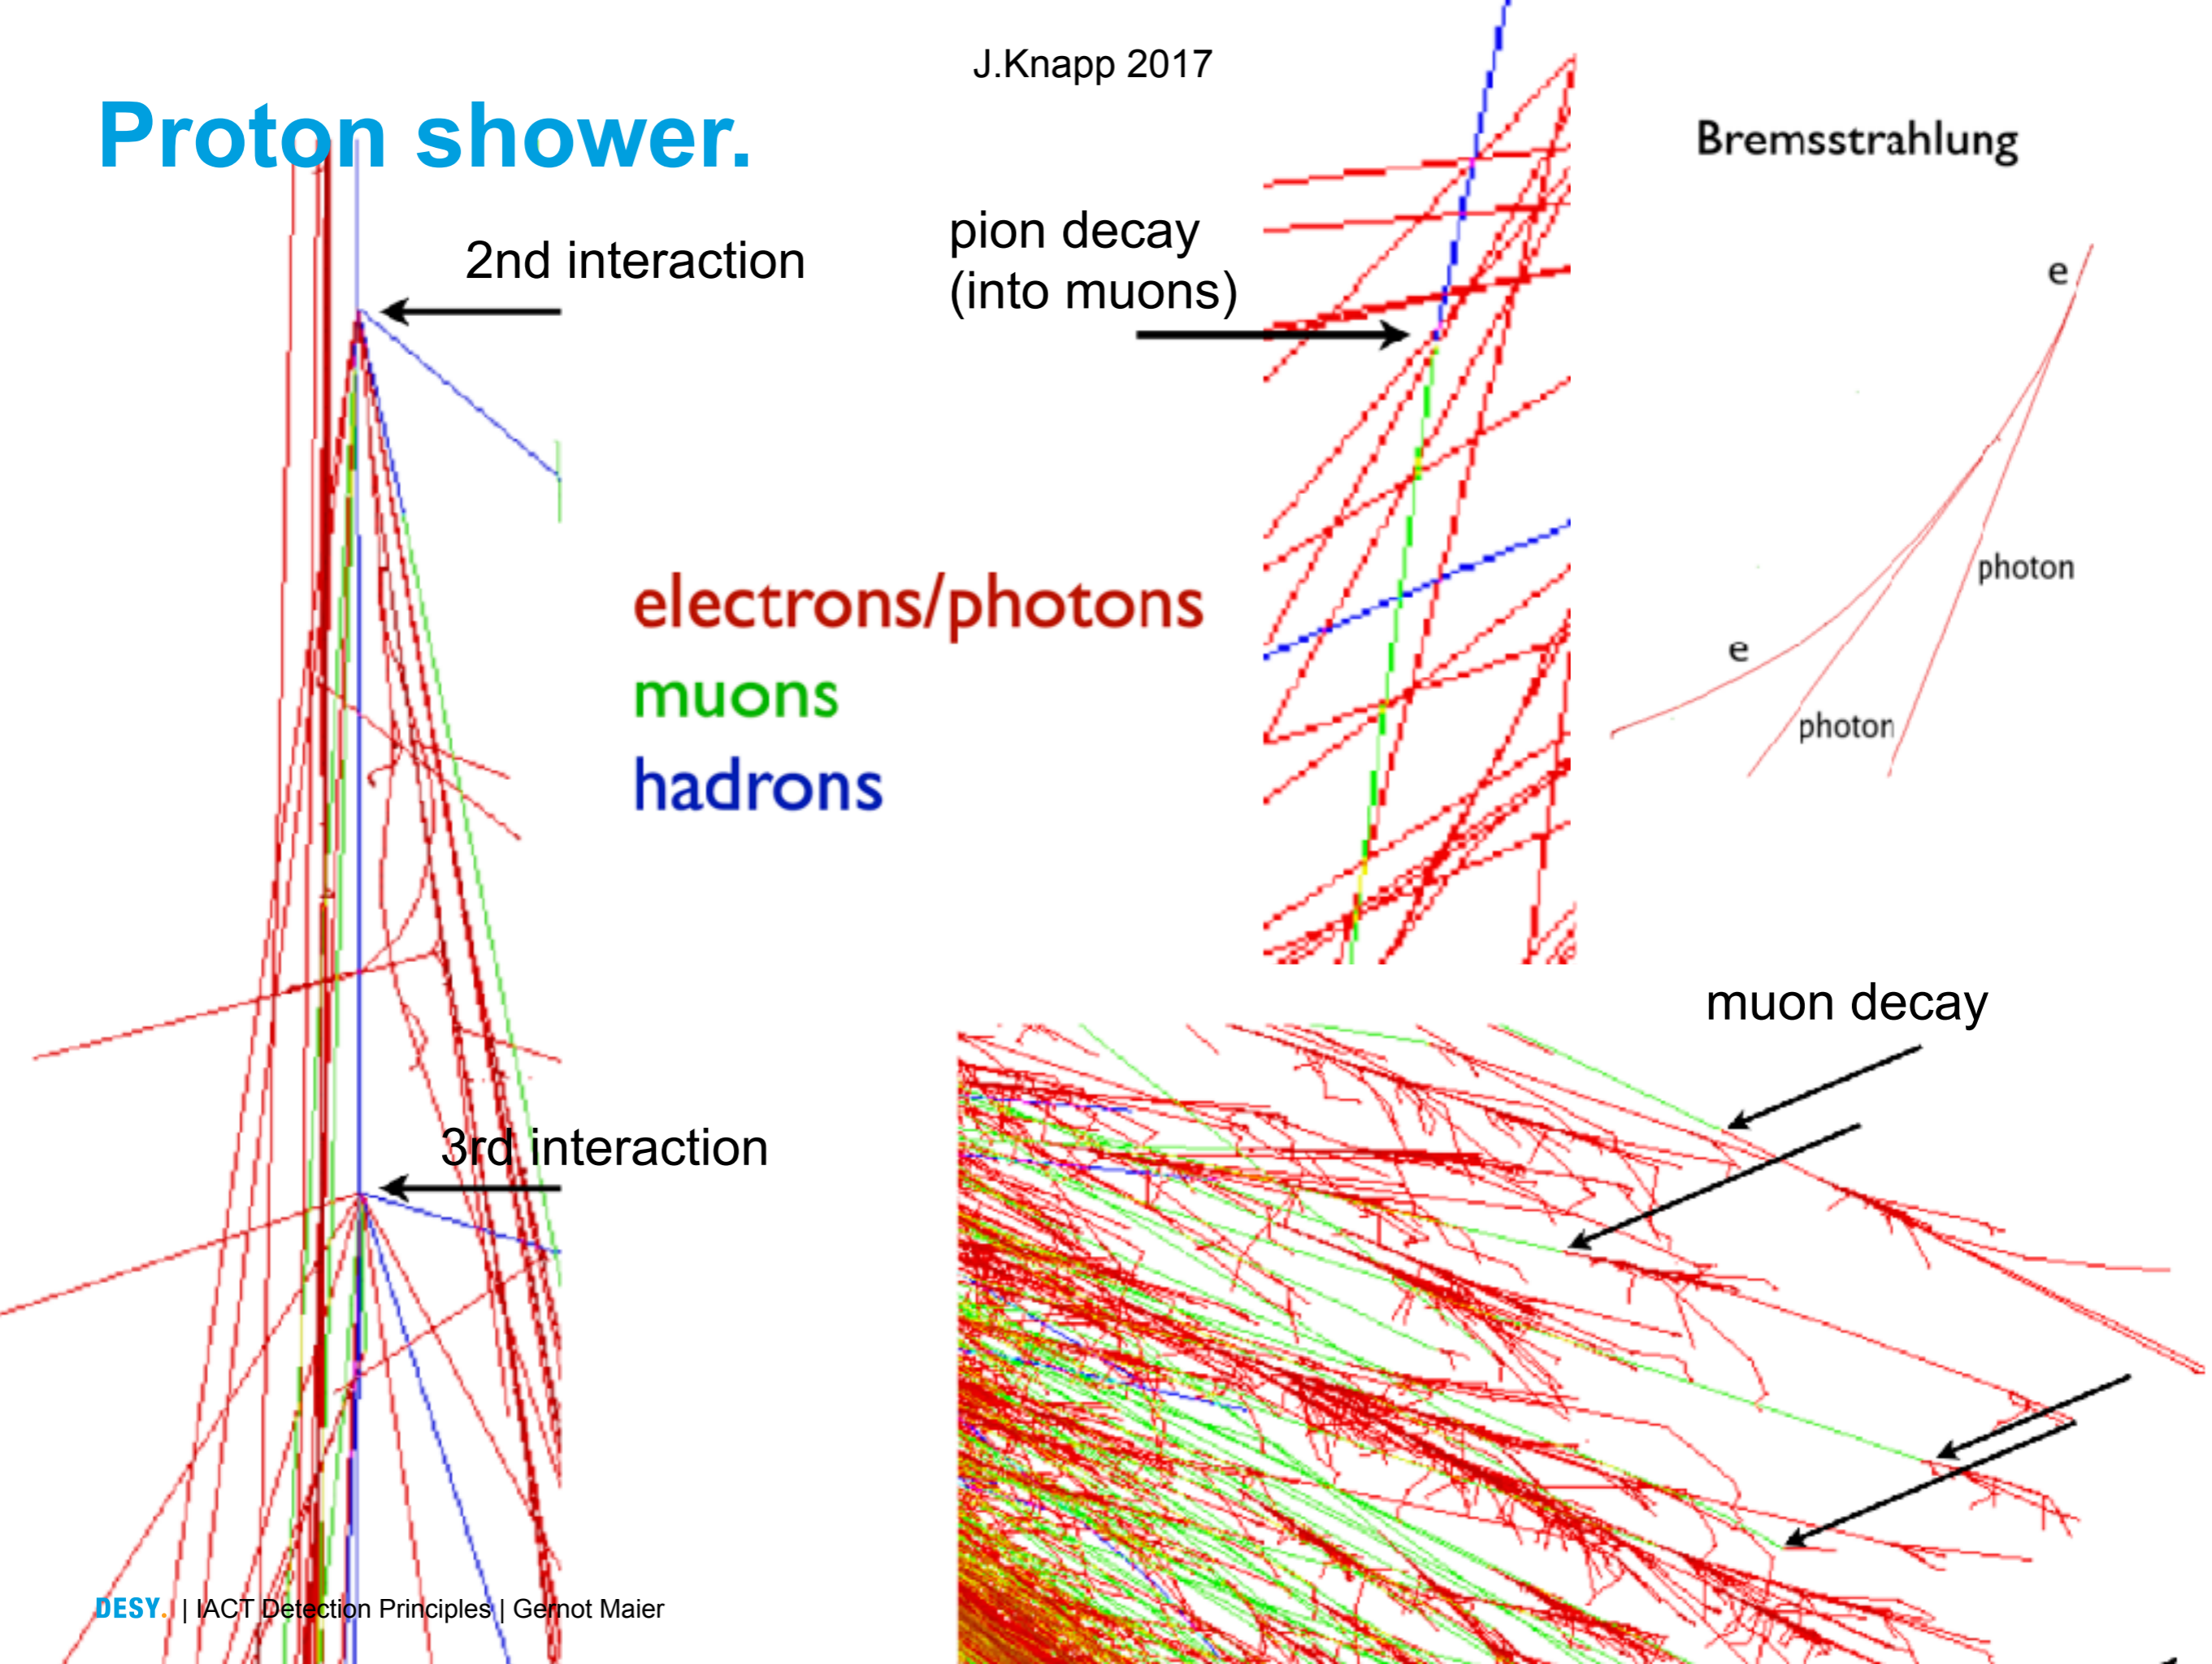 J.Knapp 2017
Proton shower.
Bremsstrahlung
2nd interaction
pion decay
(into muons)
e
electrons/photons
muons
hadrons
photon
e
photon
muon decay
3rd interaction
DESY. | IACT Detection Principles | Gernot Maier